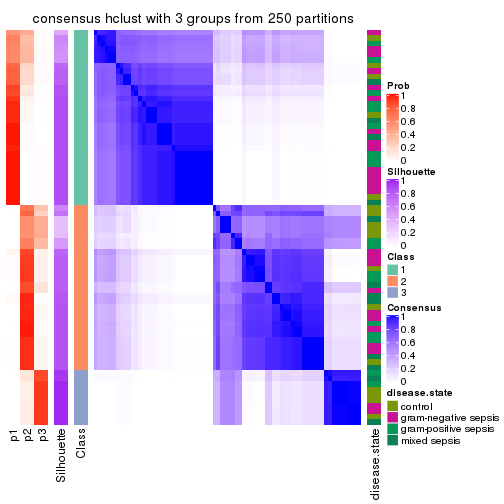 consensus hclust with 3 groups from 250 partitions
Prob
1
0.8
0.6
0.4
0.2
0
Silhouette
1
0.8
0.6
0.4
0.2
0
Class
1
2
3
Consensus
1
0.8
0.6
0.4
0.2
0
disease.state
control
gram-negative sepsis
gram-positive sepsis
mixed sepsis
p1
p2
p3
Silhouette
Class
disease.state